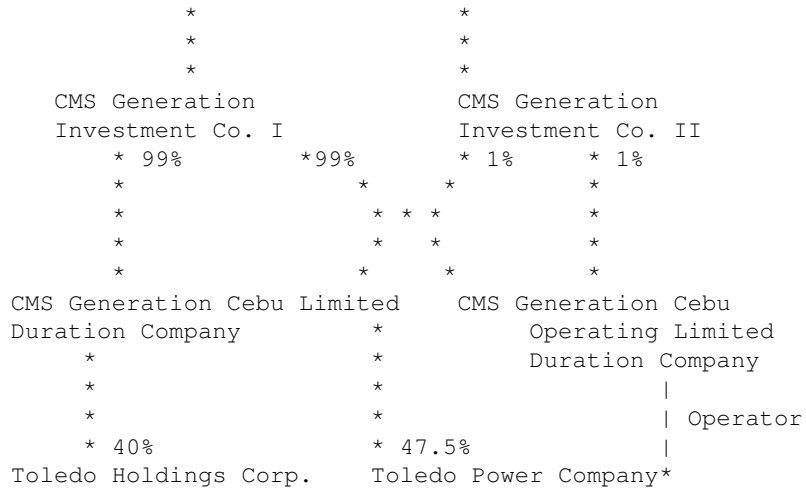 *                     *
*                     *
*                     *
CMS Generation                 CMS Generation
Investment Co. I               Investment Co. II
* 99%       *99%        * 1%     * 1%
*                   *      *           *
*                    * * *            *
*                    *   *            *
*                   *      *           *
CMS Generation Cebu Limited     CMS Generation Cebu
Duration Company           *            Operating Limited
*                       *            Duration Company
*                       *                       |
*                       *                       | Operator
* 40%                   * 47.5%                 |
Toledo Holdings Corp.     Toledo Power Company*